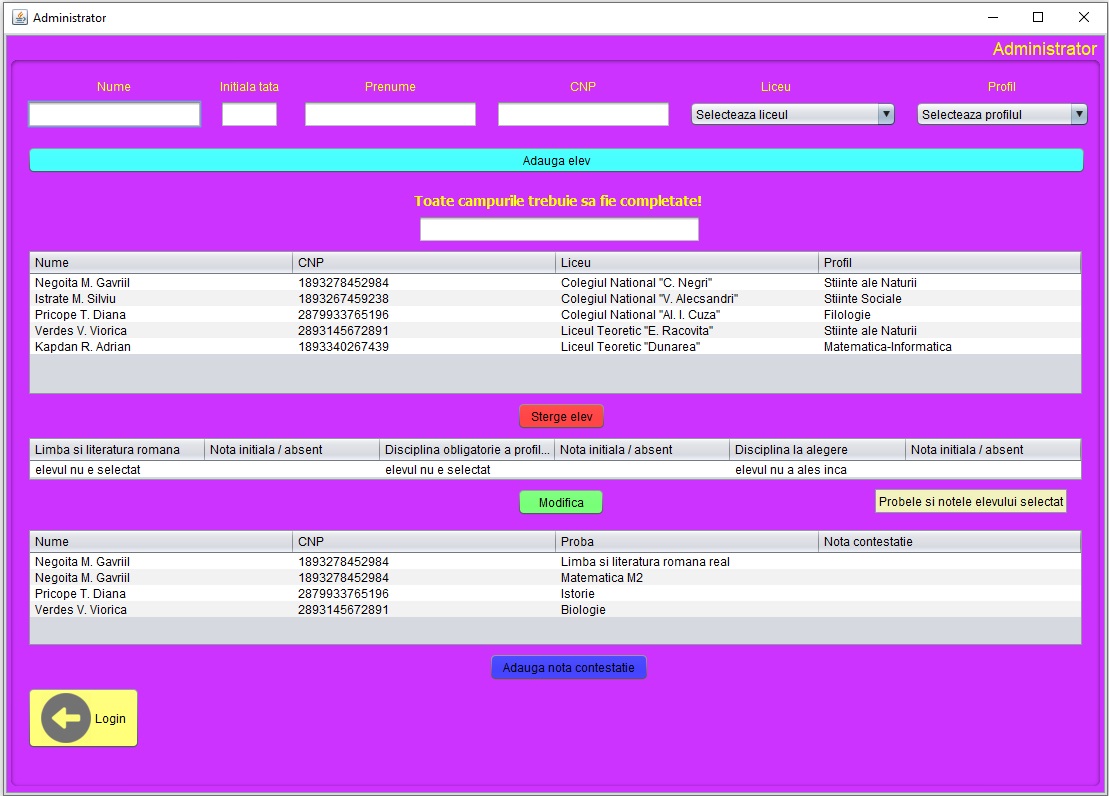 Administrator
Administrator
Nume Initiala tata Prenume CNP Liceu Profil
Selecteaza liceul Selecteaza profilul
Adauga elev
Toate campurile trebuie sa fie completate!
Nume CNP Liceu Profil
Negoita M. Gavriil 1893278452984 Colegiul National "C. Negri" Stiinte ale Naturii
Istrate M. Silviu 1893267459238 Colegiul National "V. Alecsandri" Stiinte Sociale
Pricope T. Diana 2879933765196 Colegiul National "Al. I. Cuza" Filologie
Verdes V. Viorica 2893145672891 Liceul Teoretic "E. Racovita" Stiinte ale Naturii
Kapdan R. Adrian 1893340267439 Liceul Teoretic "Dunarea" Matematica-Informatica
Sterge elev
Limba si literatura romana Nota initiala / absent Disciplina obligatorie a profil... Nota initiala / absent Disciplina la alegere Nota initiala / absent
elevul nu e selectat elevul nu e selectat elevul nu a ales inca
Modifica Probele si notele elevului selectat
Nume CNP Proba Nota contestatie
Negoita M. Gavriil 1893278452984 Limba si literatura romana real
Negoita M. Gavriil 1893278452984 Matematica M2
Pricope T. Diana 2879933765196 Istorie
Verdes V. Viorica 2893145672891 Biologie
Adauga nota contestatie
Login